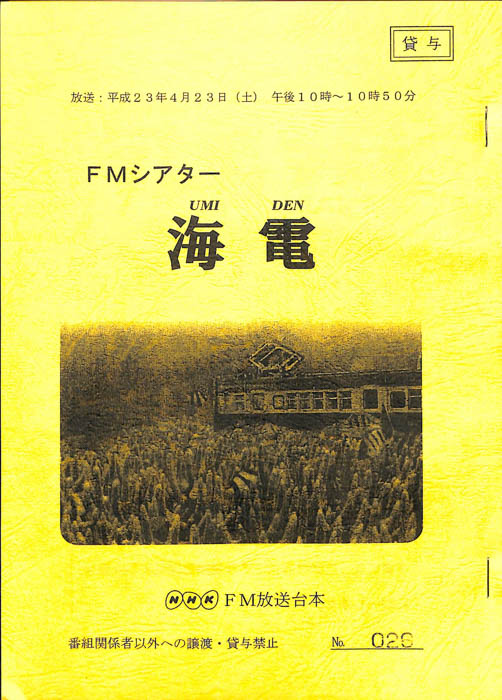 貸与
放送：平成２３年４月２３日（土）　午後１０時～１０時５０分
ＦＭシアター
UMI DEN
海電
NHK ＦＭ放送台本
番組関係者以外への譲渡・貸与禁止 No. 026